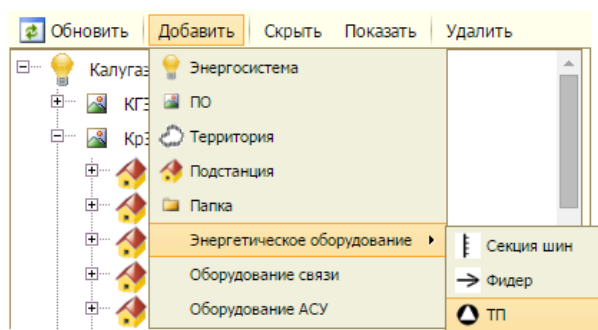 Обновить Добавить Скрыть Показать Удалить
Калугаэ
Энергосистема
КГЭ
ПО
КрЭ
Территория
Подстанция
Папка
Энергетическое оборудование
Секция шин
Оборудование связи
Фидер
Оборудование АСУ
ТП